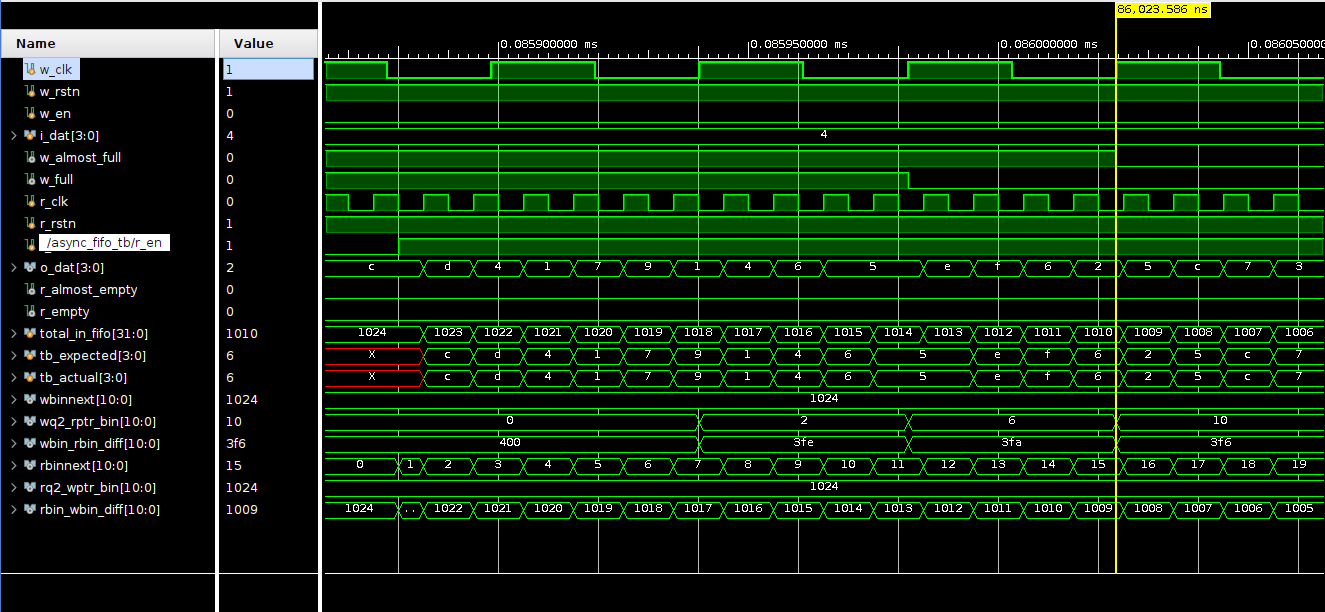 86,023.586 ns
Name Value 0.085900000 ms 0.085950000 ms 0.086000000 ms 0.08605000
w_clk 1
w_rstn 1
w_en 0
i_dat[3:0] 4 4
w_almost_full 0
w_full 0
r_clk 0
r_rstn 1
/async_fifo_tb/r_en 1
o_dat[3:0] 2 c d 4 1 7 9 1 4 6 5 e f 6 2 5 c 7 3
r_almost_empty 0
r_empty 0
total_in_fifo[31:0] 1010 1024 1023 1022 1021 1020 1019 1018 1017 1016 1015 1014 1013 1012 1011 1010 1009 1008 1007 1006
tb_expected[3:0] 6 X c d 4 1 7 9 1 4 6 5 e f 6 2 5 c 7
tb_actual[3:0] 6 X c d 4 1 7 9 1 4 6 5 e f 6 2 5 c 7
wbinnext[10:0] 1024 1024
wq2_rptr_bin[10:0] 10 0 2 6 10
wbin_rbin_diff[10:0] 3f6 400 3fe 3fa 3f6
rbinnext[10:0] 15 0 1 2 3 4 5 6 7 8 9 10 11 12 13 14 15 16 17 18 19
rq2_wptr_bin[10:0] 1024 1024
rbin_wbin_diff[10:0] 1009 1024 .. 1022 1021 1020 1019 1018 1017 1016 1015 1014 1013 1012 1011 1010 1009 1008 1007 1006 1005